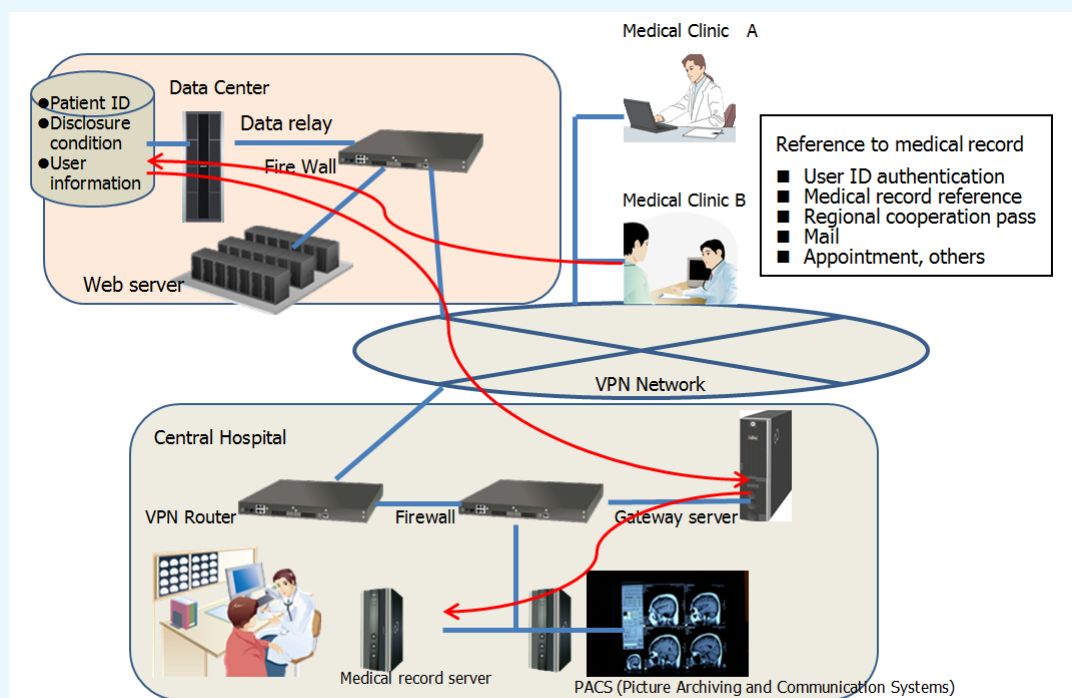 Medical Clinic A
Data Center
●Patient ID
●Disclosure
condition
●User
information
Data relay
Fire Wall
Web server
Medical Clinic B
Reference to medical record
■ User ID authentication
■ Medical record reference
■ Regional cooperation pass
■ Mail
■ Appointment, others
VPN Network
Central Hospital
VPN Router
Firewall
Gateway server
Medical record server
PACS (Picture Archiving and Communication Systems)